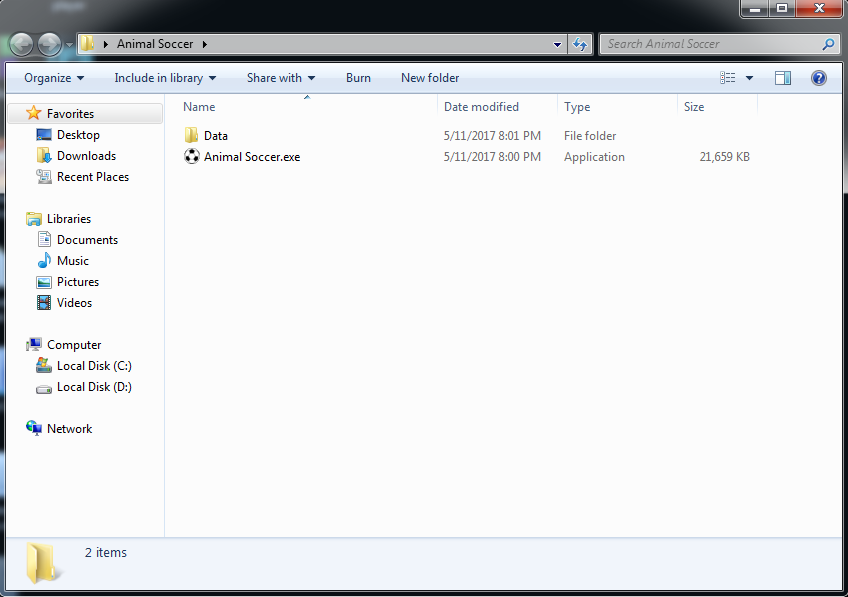 Animal Soccer
Search Animal Soccer
Organize Include in library Share with Burn New folder
Favorites
Desktop
Downloads
Recent Places
Libraries
Documents
Music
Pictures
Videos
Computer
Local Disk (C:)
Local Disk (D:)
Network
Name Date modified Type Size
Data 5/11/2017 8:01 PM File folder
Animal Soccer.exe 5/11/2017 8:00 PM Application 21,659 KB
2 items